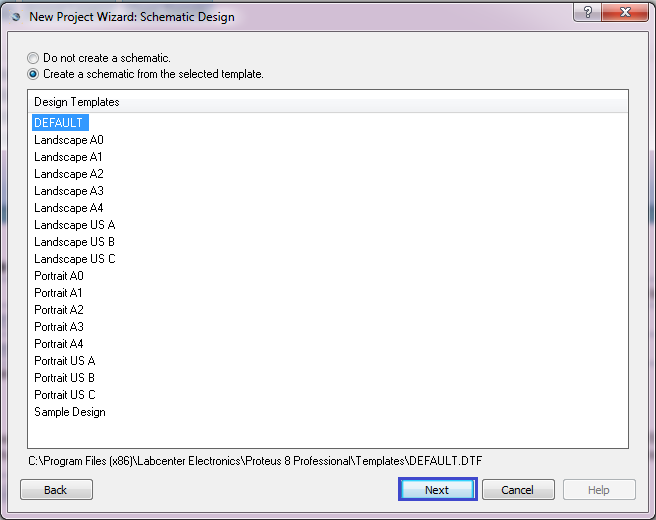 New Project Wizard: Schematic Design
?
Do not create a schematic.
Create a schematic from the selected template.
Design Templates
DEFAULT
Landscape A0
Landscape A1
Landscape A2
Landscape A3
Landscape A4
Landscape US A
Landscape US B
Landscape US C
Portrait A0
Portrait A1
Portrait A2
Portrait A3
Portrait A4
Portrait US A
Portrait US B
Portrait US C
Sample Design
C:\Program Files (x86)\Labcenter Electronics\Proteus 8 Professional\Templates\DEFAULT.DTF
Back Next Cancel Help